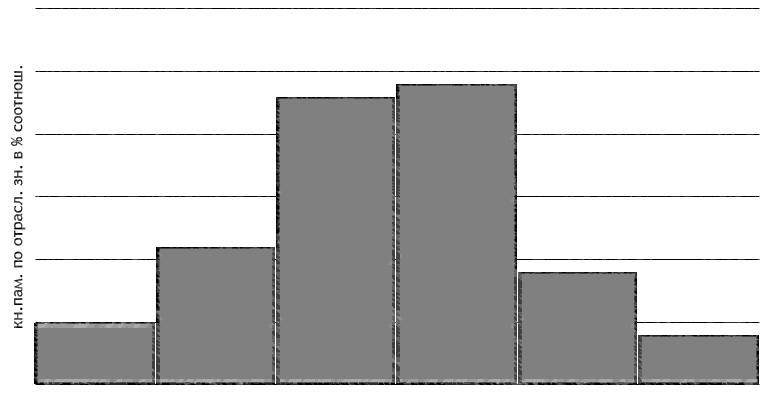 кн.пам. по отрасл. зн. в % соотнош.